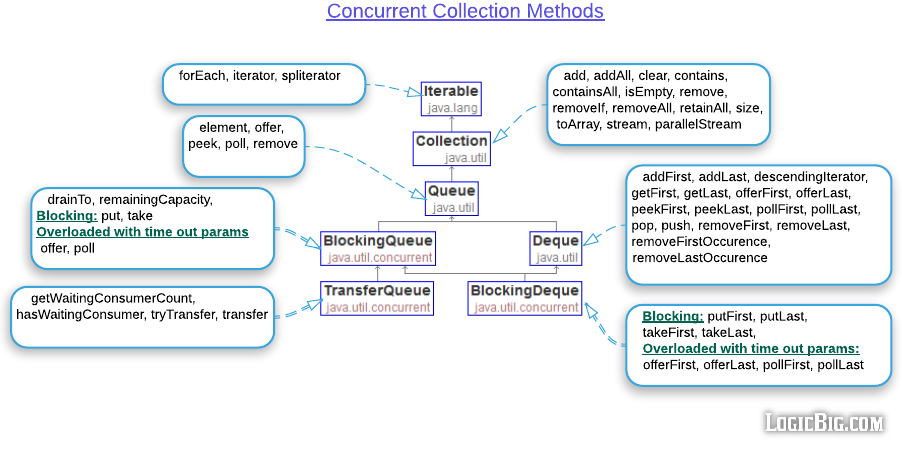 Concurrent Collection Methods
forEach, iterator, spliterator
add, addAll, clear, contains,
containsAll, isEmpty, remove,
removeIf, removeAll, retainAll, size,
toArray, stream, parallelStream
Iterable
java.lang
element, offer,
peek, poll, remove
Collection
java.util
Queue
java.util
addFirst, addLast, descendingIterator,
getFirst, getLast, offerFirst, offerLast,
peekFirst, peekLast, pollFirst, pollLast,
pop, push, removeFirst, removeLast,
removeFirstOccurence,
removeLastOccurence
drainTo, remainingCapacity,
Blocking: put, take
Overloaded with time out params
offer, poll
BlockingQueue
java.util.concurrent
Deque
java.util
getWaitingConsumerCount,
hasWaitingConsumer, tryTransfer, transfer
TransferQueue
java.util.concurrent
BlockingDeque
java.util.concurrent
Blocking: putFirst, putLast,
takeFirst, takeLast,
Overloaded with time out params:
offerFirst, offerLast, pollFirst, pollLast
LogicBig.com